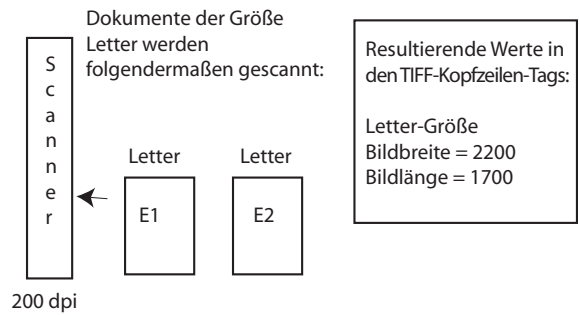 Dokumente der Größe
Letter werden
folgendermaßen gescannt:
Scanner
Letter
E1
Letter
E2
200 dpi
Resultierende Werte in
den TIFF-Kopfzeilen-Tags:
Letter-Größe
Bildbreite = 2200
Bildlänge = 1700